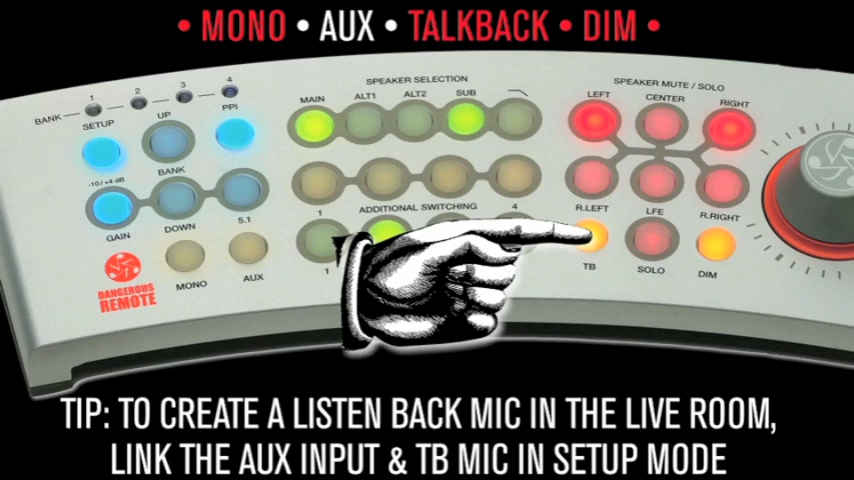 • MONO • AUX • TALKBACK • DIM •
SPEAKER SELECTION
SPEAKER MUTE / SOLO
BANK
1
2
3
4
SETUP
UP
PPI
MAIN
ALT1
ALT2
SUB
LEFT
CENTER
RIGHT
-10 / +4 dB
BANK
GAIN
DOWN
5.1
1
ADDITIONAL SWITCHING
4
R.LEFT
LFE
R.RIGHT
DANGEROUS
REMOTE
MONO
AUX
1
TB
SOLO
DIM
TIP: TO CREATE A LISTEN BACK MIC IN THE LIVE ROOM,
LINK THE AUX INPUT & TB MIC IN SETUP MODE